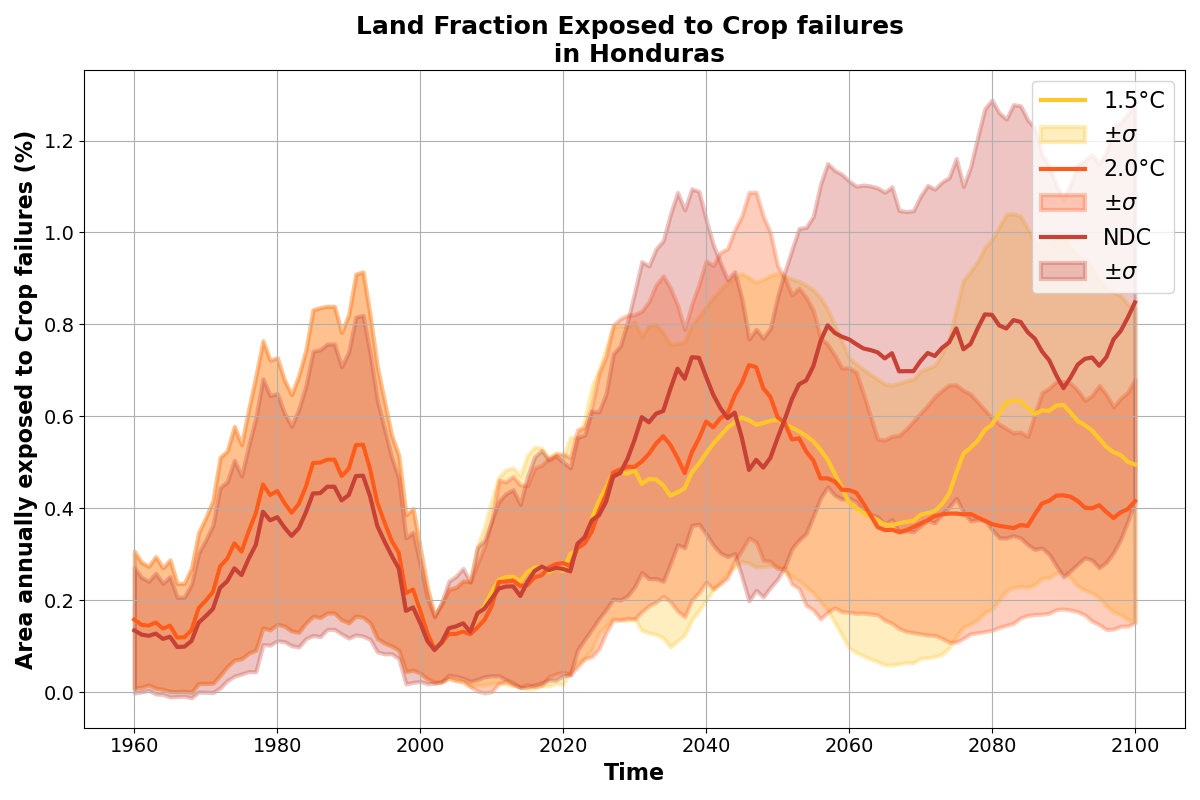 Land Fraction Exposed to Crop failures
in Honduras
Area annually exposed to Crop failures (%)
1.2
1.0
0.8
0.6
0.4
0.2
0.0
1.5°C
±σ
2.0°C
±σ
NDC
±σ
1960 1980 2000 2020 2040 2060 2080 2100
Time